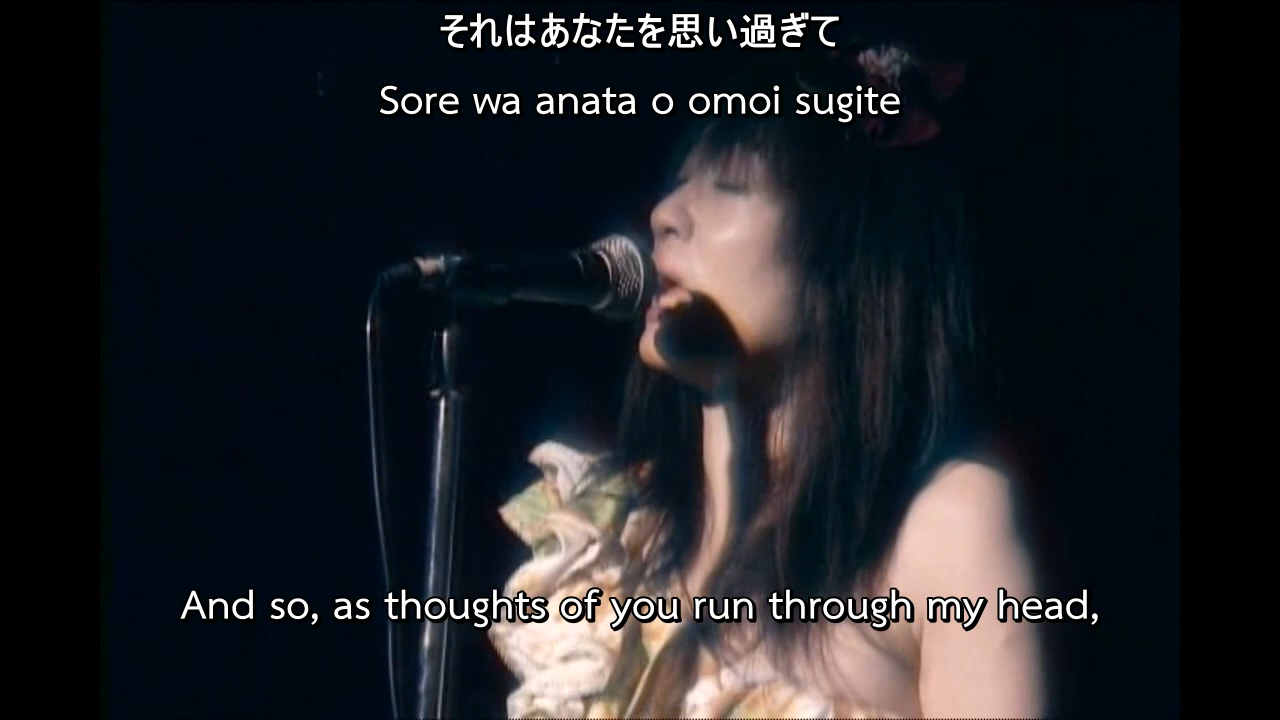 それはあなたを思い過ぎて
Sore wa anata o omoi sugite
And so, as thoughts of you run through my head,